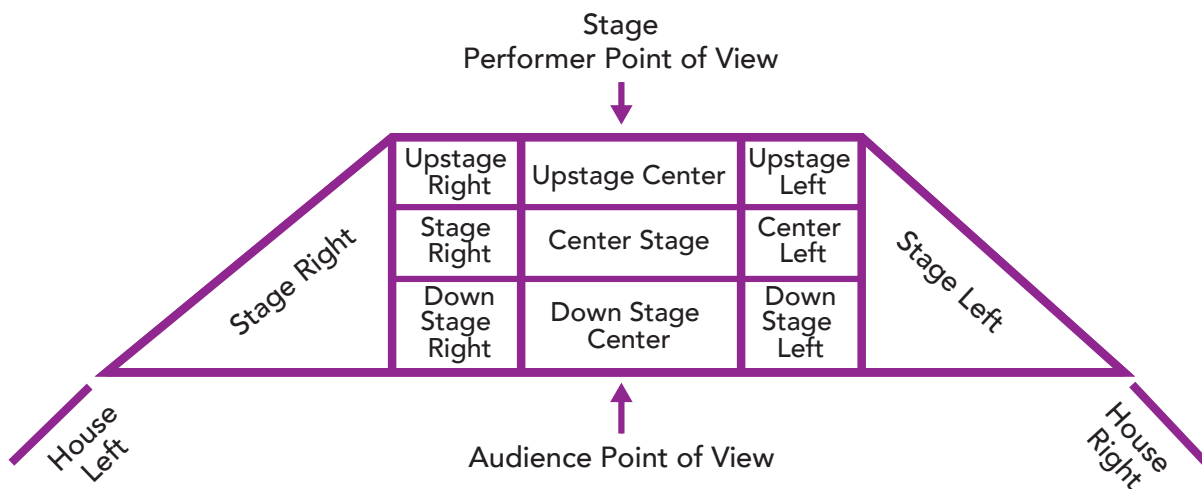 Stage
Performer Point of View
Upstage
Right
Upstage Center
Upstage
Left
Stage
Right
Center Stage
Center
Left
Down
Stage
Right
Down Stage
Center
Down
Stage
Left
Stage Right
Stage Left
House
Left
Audience Point of View
House
Right